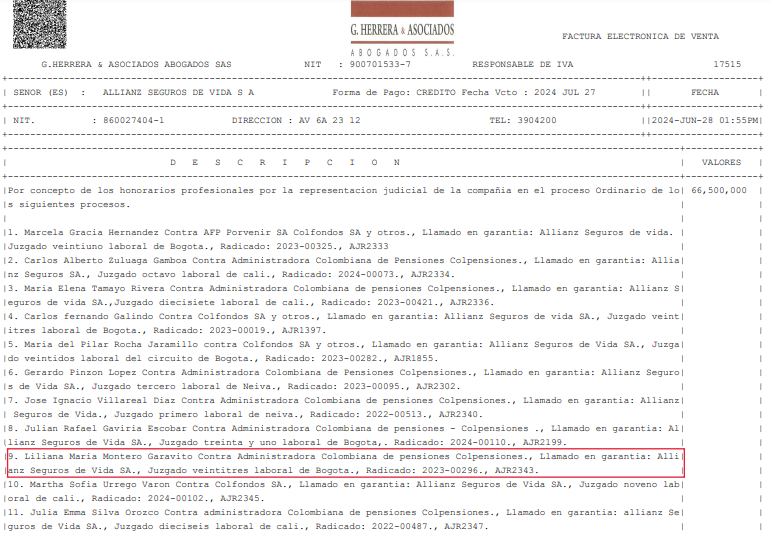 G. HERRERA & ASOCIADOS
ABOGADOS S.A.S.
FACTURA ELECTRONICA DE VENTA
G.HERRERA & ASOCIADOS ABOGADOS SAS NIT : 900701533-7 RESPONSABLE DE IVA 17515
SENOR (ES) : ALLIANZ SEGUROS DE VIDA S A Forma de Pago: CREDITO Fecha Vcto : 2024 JUL 27 FECHA
NIT. : 860027404-1 DIRECCION : AV 6A 23 12 TEL: 3904200 2024-JUN-28 01:55PM
D E S C R I P C I O N VALORES
Por concepto de los honorarios profesionales por la representacion judicial de la compañia en el proceso Ordinario de lo 66,500,000
s siguientes procesos.
1. Marcela Gracia Hernandez Contra AFP Porvenir SA Colfondos SA y otros., Llamado en garantia: Allianz Seguros de vida.
Juzgado veintiuno laboral de Bogota., Radicado: 2023-00325., AJR2333
2. Carlos Alberto Zuluaga Gamboa Contra Administradora Colombiana de Pensiones Colpensiones., Llamado en garantia: Allia
nz Seguros SA., Juzgado octavo laboral de cali., Radicado: 2024-00073., AJR2334.
3. Maria Elena Tamayo Rivera Contra Administradora Colombiana de pensiones Colpensiones., Llamado en garantia: Allianz S
eguros de vida SA.,Juzgado diecisiete laboral de cali., Radicado: 2023-00421., AJR2336.
4. Carlos fernando Galindo Contra Colfondos SA y otros., Llamado en garantia: Allianz Seguros de vida SA., Juzgado veint
itres laboral de Bogota., Radicado: 2023-00019., AJR1397.
5. Maria del Pilar Rocha Jaramillo contra Colfondos SA y otros., Llamado en garantia: Allianz Seguros de Vida SA., Juzga
do veintidos laboral del circuito de Bogota., Radicado: 2023-00282., AJR1855.
6. Gerardo Pinzon Lopez Contra Administradora Colombiana de Pensiones Colpensiones., Llamado en garantia: Allianz Seguro
s de Vida SA., Juzgado tercero laboral de Neiva., Radicado: 2023-00095., AJR2302.
7. Jose Ignacio Villareal Diaz Contra Administradora Colombiana de pensiones Colpensiones., Llamado en garantia: Allianz
Seguros de Vida., Juzgado primero laboral de neiva., Radicado: 2022-00513., AJR2340.
8. Julian Rafael Gaviria Escobar Contra Administradora Colombiana de pensiones - Colpensiones ., Llamado en garantia: Al
lianz Seguros de Vida SA., Juzgado treinta y uno laboral de Bogota,. Radicado: 2024-00110., AJR2199.
9. Liliana Maria Montero Garavito Contra Administradora Colombiana de pensiones Colpensiones., Llamado en garantia: Alli
anz Seguros de Vida SA., Juzgado veintitres laboral de Bogota., Radicado: 2023-00296., AJR2343.
10. Martha Sofia Urrego Varon Contra Colfondos SA., Llamado en garantia: Allianz Seguros de Vida SA., Juzgado noveno lab
oral de cali., Radicado: 2024-00102., AJR2345.
11. Julia Emma Silva Orozco Contra administradora Colombiana de pensiones Colpensiones., Llamado en garantia: allianz Se
guros de Vida SA., Juzgado dieciseis laboral de cali., Radicado: 2022-00487., AJR2347.